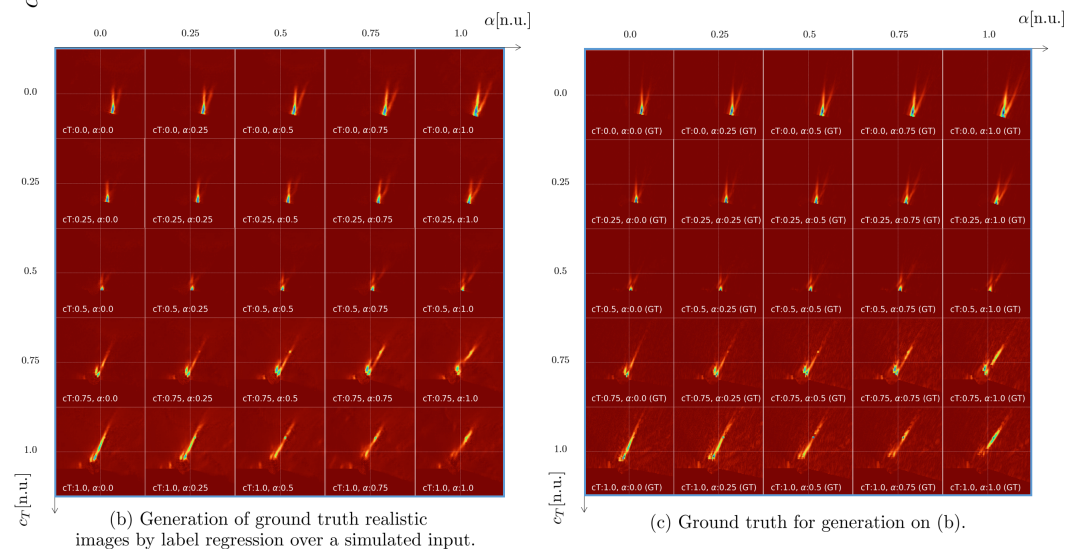 c
α[n.u.]
0.0 0.25 0.5 0.75 1.0
0.0
cT:0.0, α:0.0 cT:0.0, α:0.25 cT:0.0, α:0.5 cT:0.0, α:0.75 cT:0.0, α:1.0
0.25
cT:0.25, α:0.0 cT:0.25, α:0.25 cT:0.25, α:0.5 cT:0.25, α:0.75 cT:0.25, α:1.0
0.5
cT:0.5, α:0.0 cT:0.5, α:0.25 cT:0.5, α:0.5 cT:0.5, α:0.75 cT:0.5, α:1.0
0.75
cT:0.75, α:0.0 cT:0.75, α:0.25 cT:0.75, α:0.5 cT:0.75, α:0.75 cT:0.75, α:1.0
1.0
cT:1.0, α:0.0 cT:1.0, α:0.25 cT:1.0, α:0.5 cT:1.0, α:0.75 cT:1.0, α:1.0
c_T[n.u.]
(b) Generation of ground truth realistic
images by label regression over a simulated input.
α[n.u.]
0.0 0.25 0.5 0.75 1.0
0.0
cT:0.0, α:0.0 (GT) cT:0.0, α:0.25 (GT) cT:0.0, α:0.5 (GT) cT:0.0, α:0.75 (GT) cT:0.0, α:1.0 (GT)
0.25
cT:0.25, α:0.0 (GT) cT:0.25, α:0.25 (GT) cT:0.25, α:0.5 (GT) cT:0.25, α:0.75 (GT) cT:0.25, α:1.0 (GT)
0.5
cT:0.5, α:0.0 (GT) cT:0.5, α:0.25 (GT) cT:0.5, α:0.5 (GT) cT:0.5, α:0.75 (GT) cT:0.5, α:1.0 (GT)
0.75
cT:0.75, α:0.0 (GT) cT:0.75, α:0.25 (GT) cT:0.75, α:0.5 (GT) cT:0.75, α:0.75 (GT) cT:0.75, α:1.0 (GT)
1.0
cT:1.0, α:0.0 (GT) cT:1.0, α:0.25 (GT) cT:1.0, α:0.5 (GT) cT:1.0, α:0.75 (GT) cT:1.0, α:1.0 (GT)
c_T[n.u.]
(c) Ground truth for generation on (b).